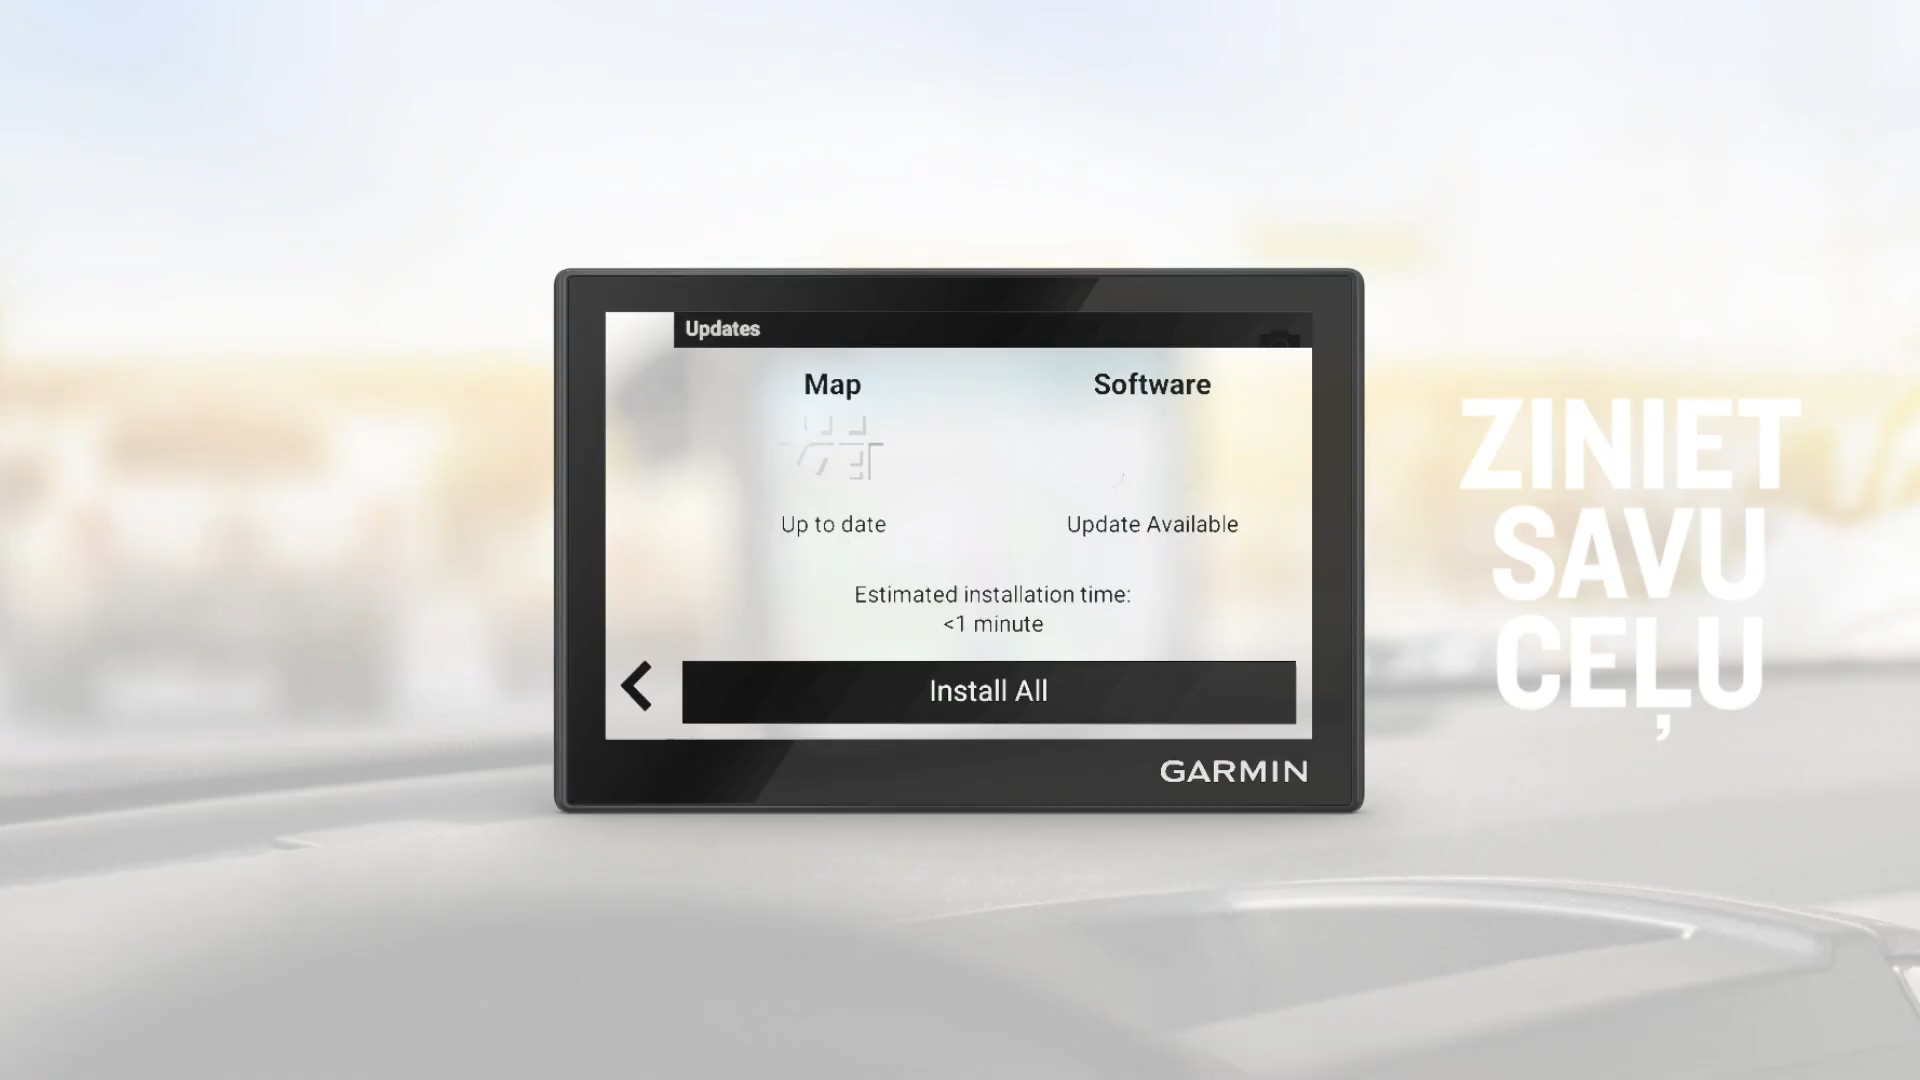 Updates
Map
Software
Up to date
Update Available
Estimated installation time:
<1 minute
Install All
GARMIN
ZINIET
SAVU
CEĻU